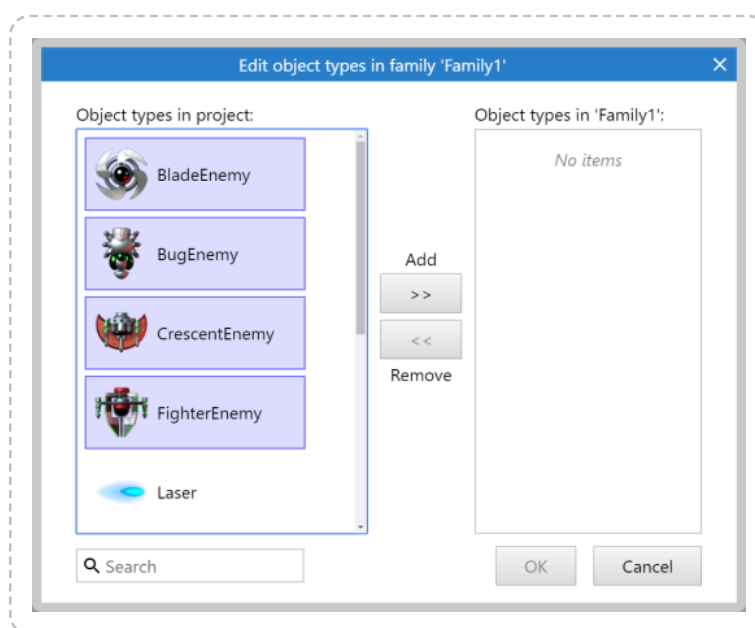 Edit object types in family 'Family1'
Object types in project:
Object types in 'Family1':
BladeEnemy
No items
BugEnemy
Add
>>
CrescentEnemy
<<
Remove
FighterEnemy
Laser
Search
OK
Cancel